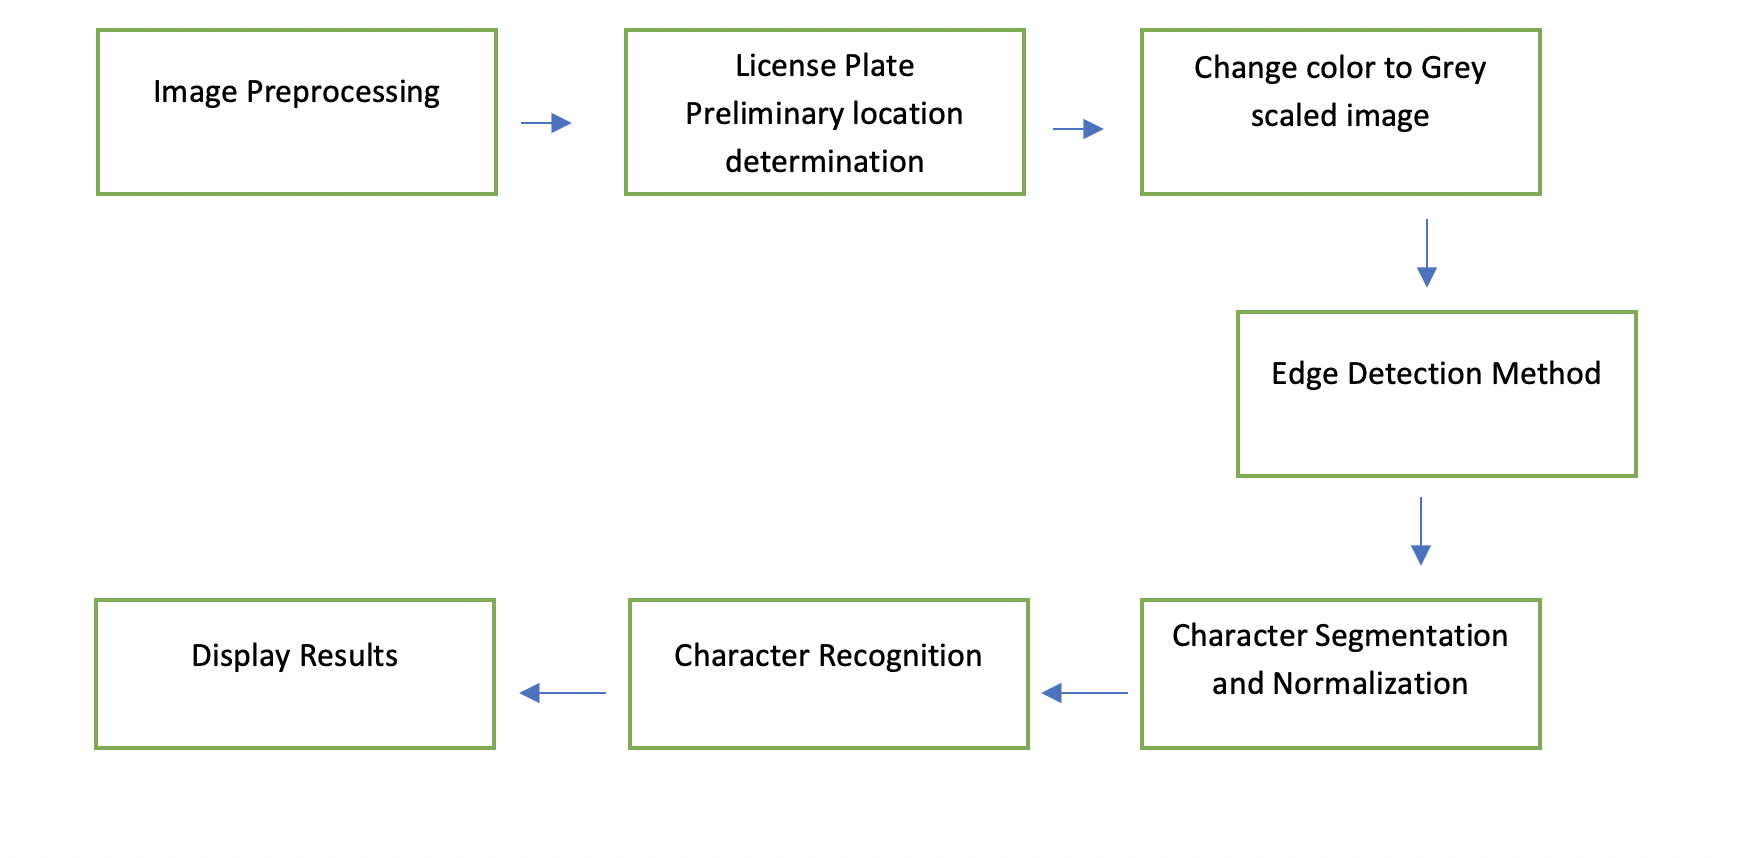 Image Preprocessing
License Plate
Preliminary location
determination
Change color to Grey
scaled image
Edge Detection Method
Character Segmentation
and Normalization
Character Recognition
Display Results